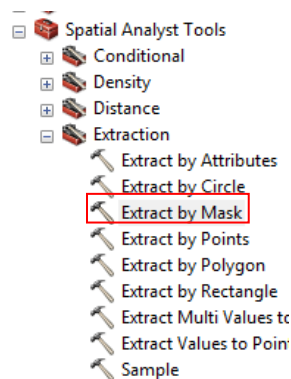 Spatial Analyst Tools
Conditional
Density
Distance
Extraction
Extract by Attributes
Extract by Circle
Extract by Mask
Extract by Points
Extract by Polygon
Extract by Rectangle
Extract Multi Values to
Extract Values to Poin
Sample